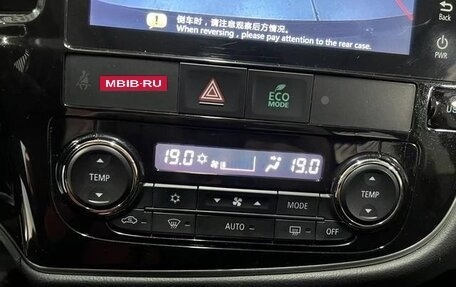 倒车时，请注意观察后方情况。
When reversing, please pay attention to the rear case.
PWR
MBIB-RU
ECO
MODE
19.0
19.0
TEMP
TEMP
MODE
AUTO
OFF